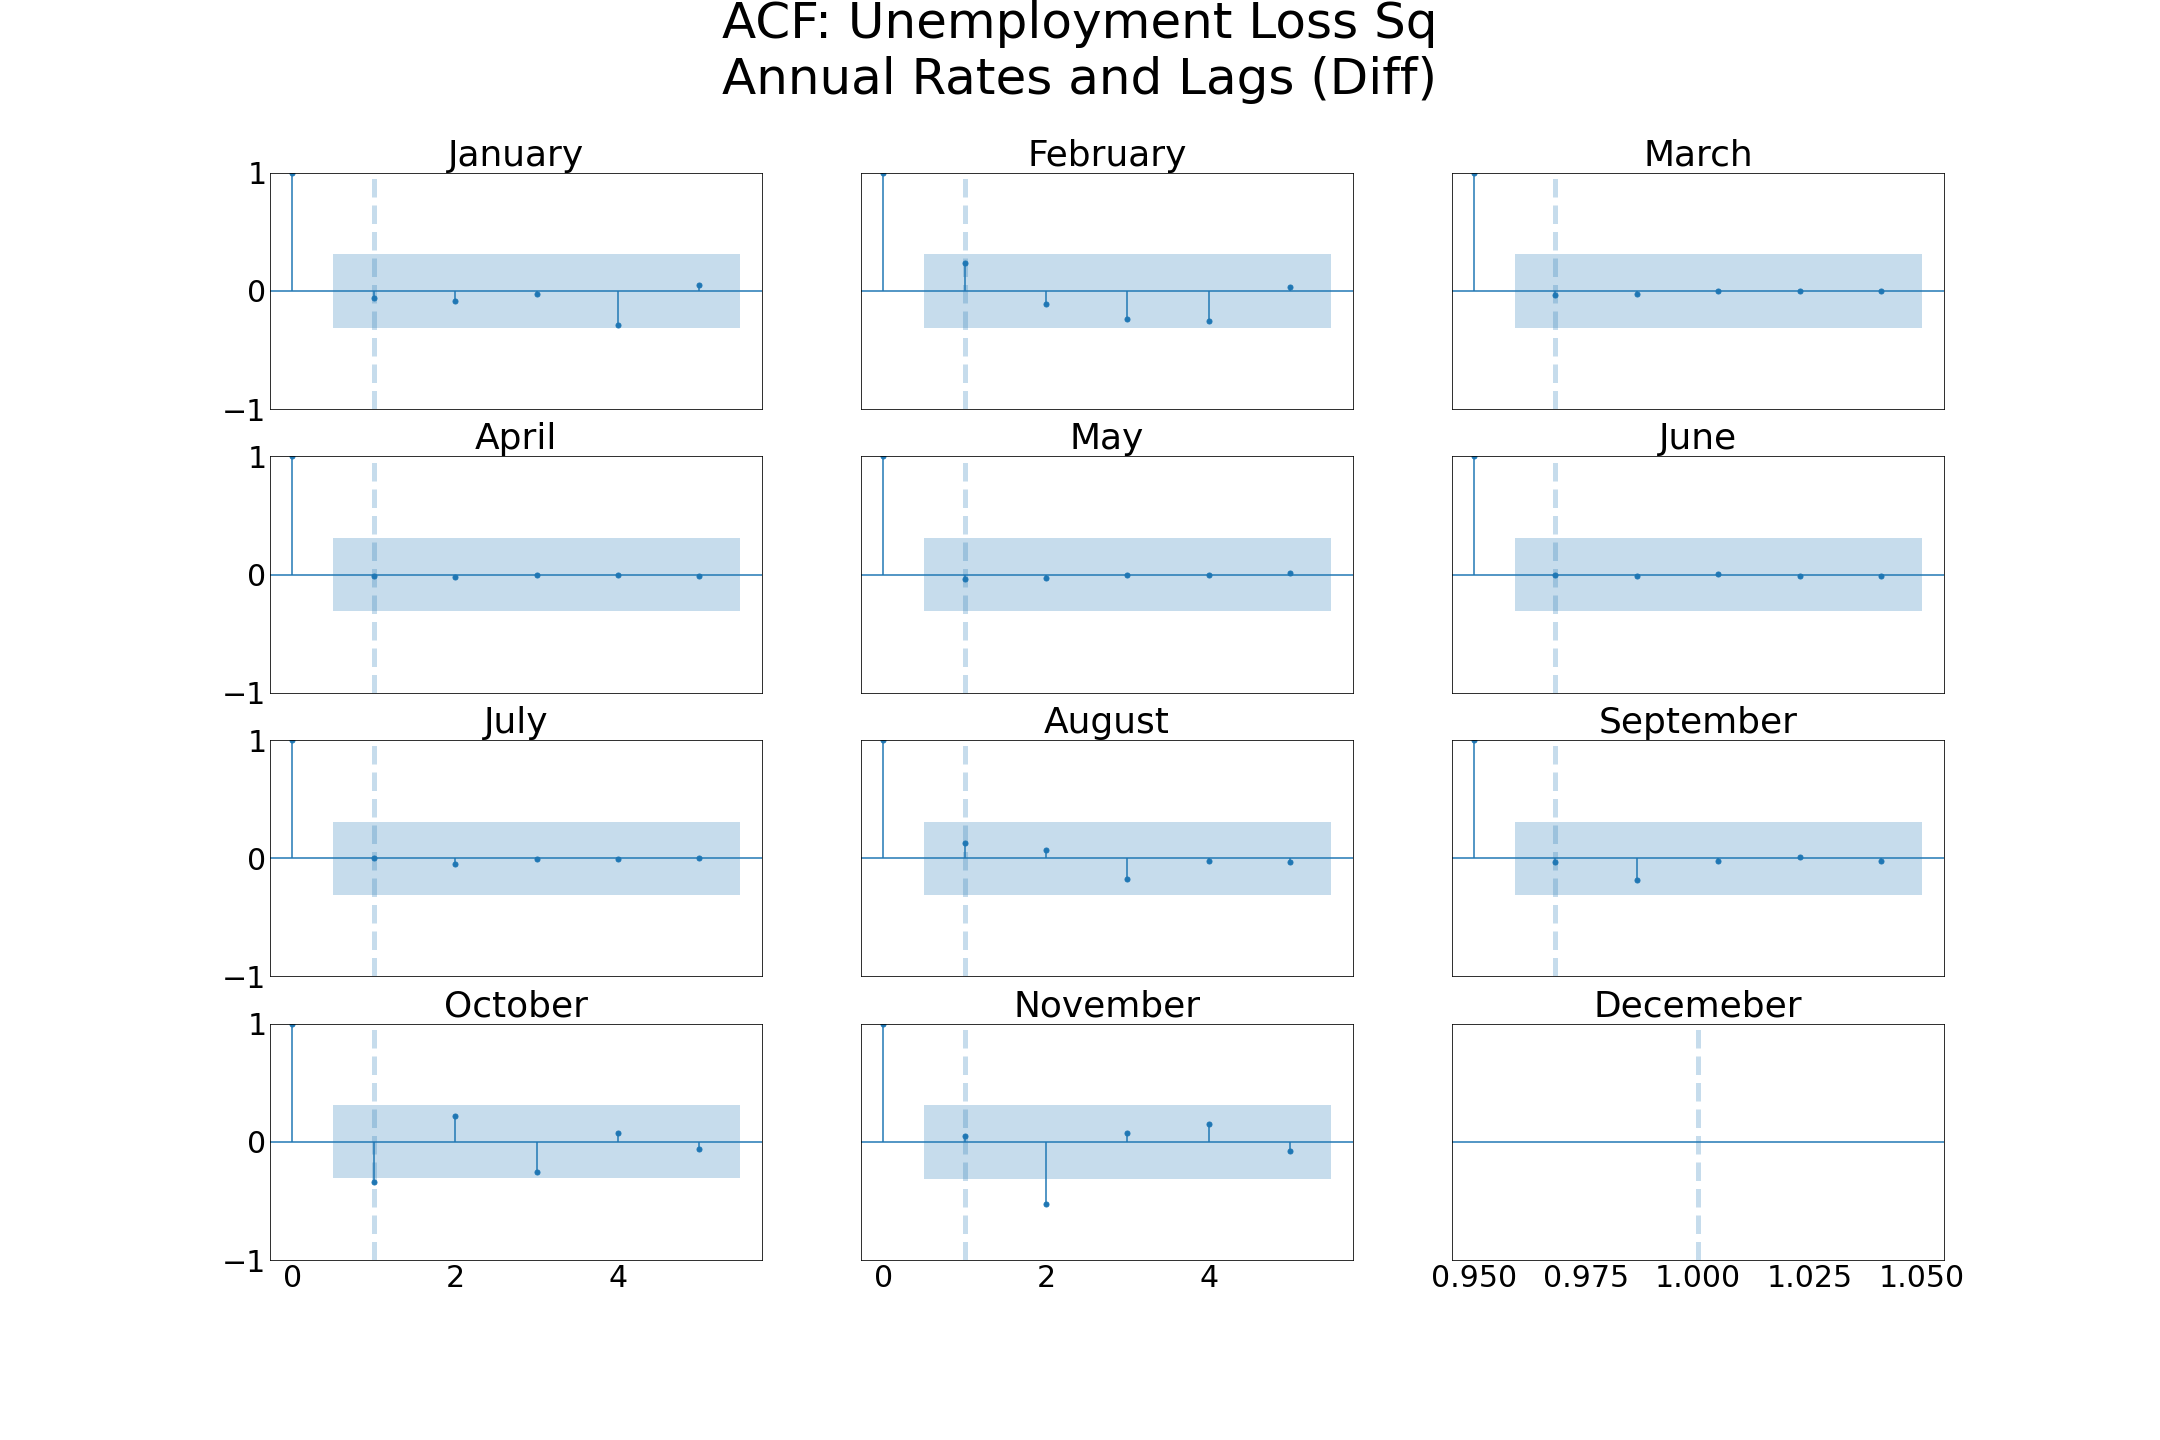 ACF: Unemployment Loss Sq
Annual Rates and Lags (Diff)
January
February
March
1
0
−1
April
May
June
1
0
−1
July
August
September
1
0
−1
October
November
Decemeber
1
0
−1
0 2 4
0 2 4
0.950 0.975 1.000 1.025 1.050